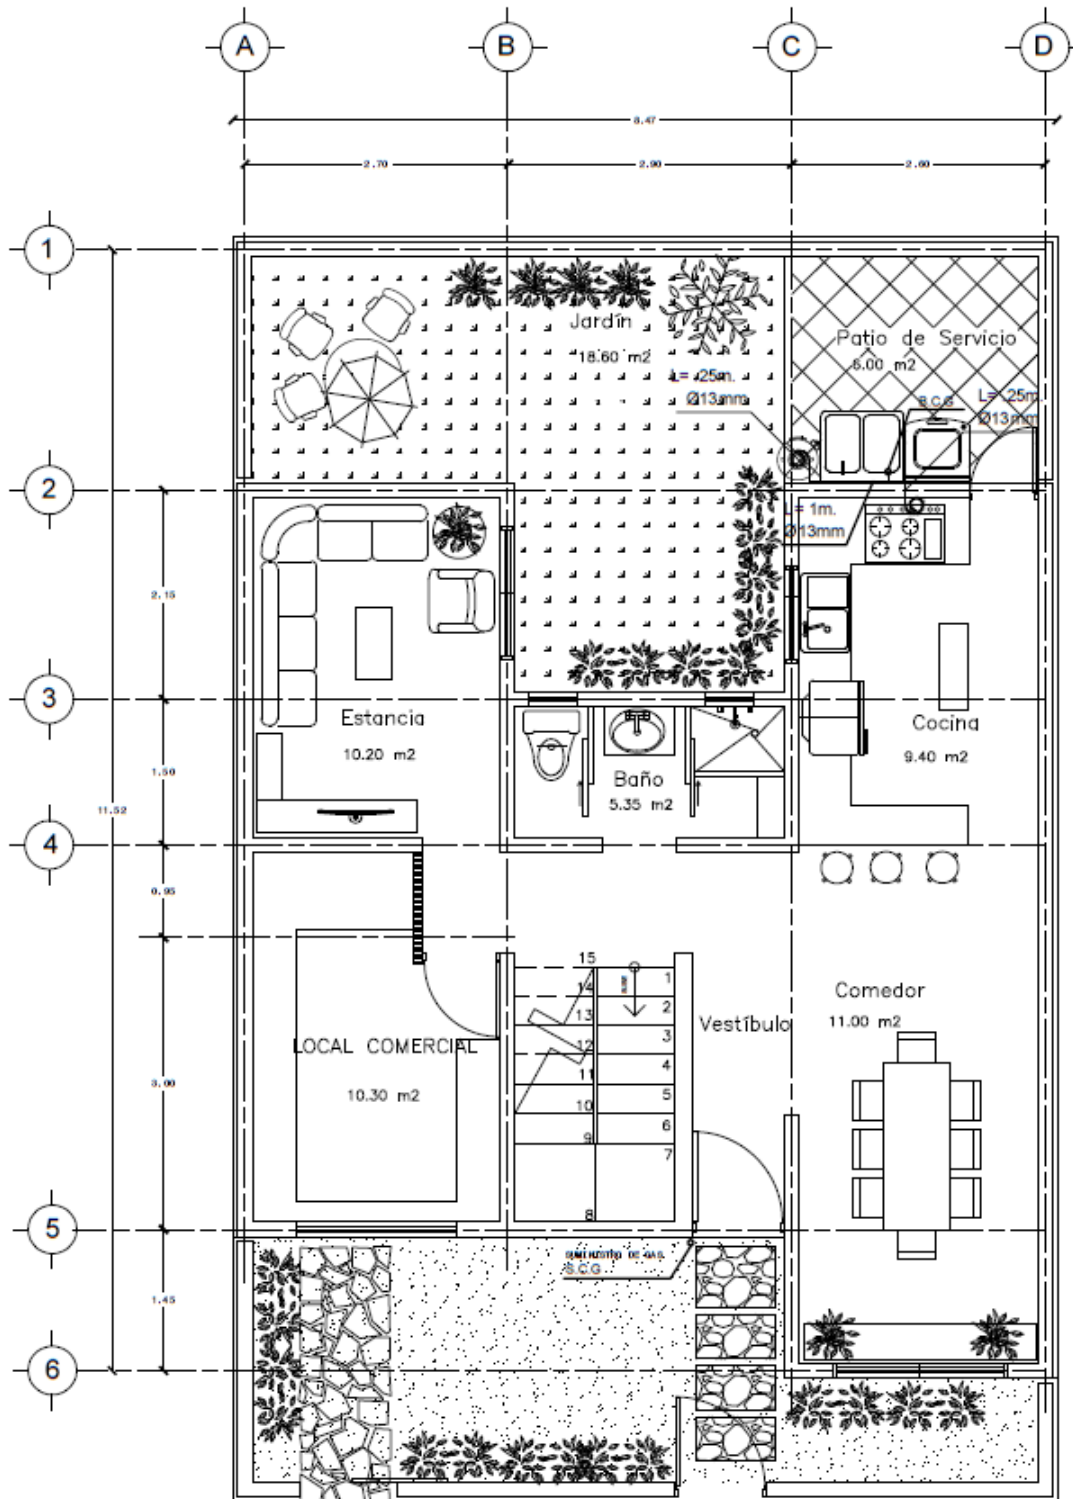 A
B
C
D
8.47
2.70
2.90
2.60
1
Jardín
18.60 m2
Patio de Servicio
6.00 m2
L= .25m.
Ø13mm
B.C.G
L= .25m
Ø13mm
2
L= 1m.
Ø13mm
2.15
3
Estancia
10.20 m2
Cocina
9.40 m2
Baño
5.35 m2
1.50
11.52
4
0.95
15
14
13
12
11
10
9
8
1
2
3
4
5
6
7
Vestíbulo
Comedor
11.00 m2
LOCAL COMERCIAL
10.30 m2
3.00
5
SUMINISTRO DE GAS.
S.C.G
1.45
6